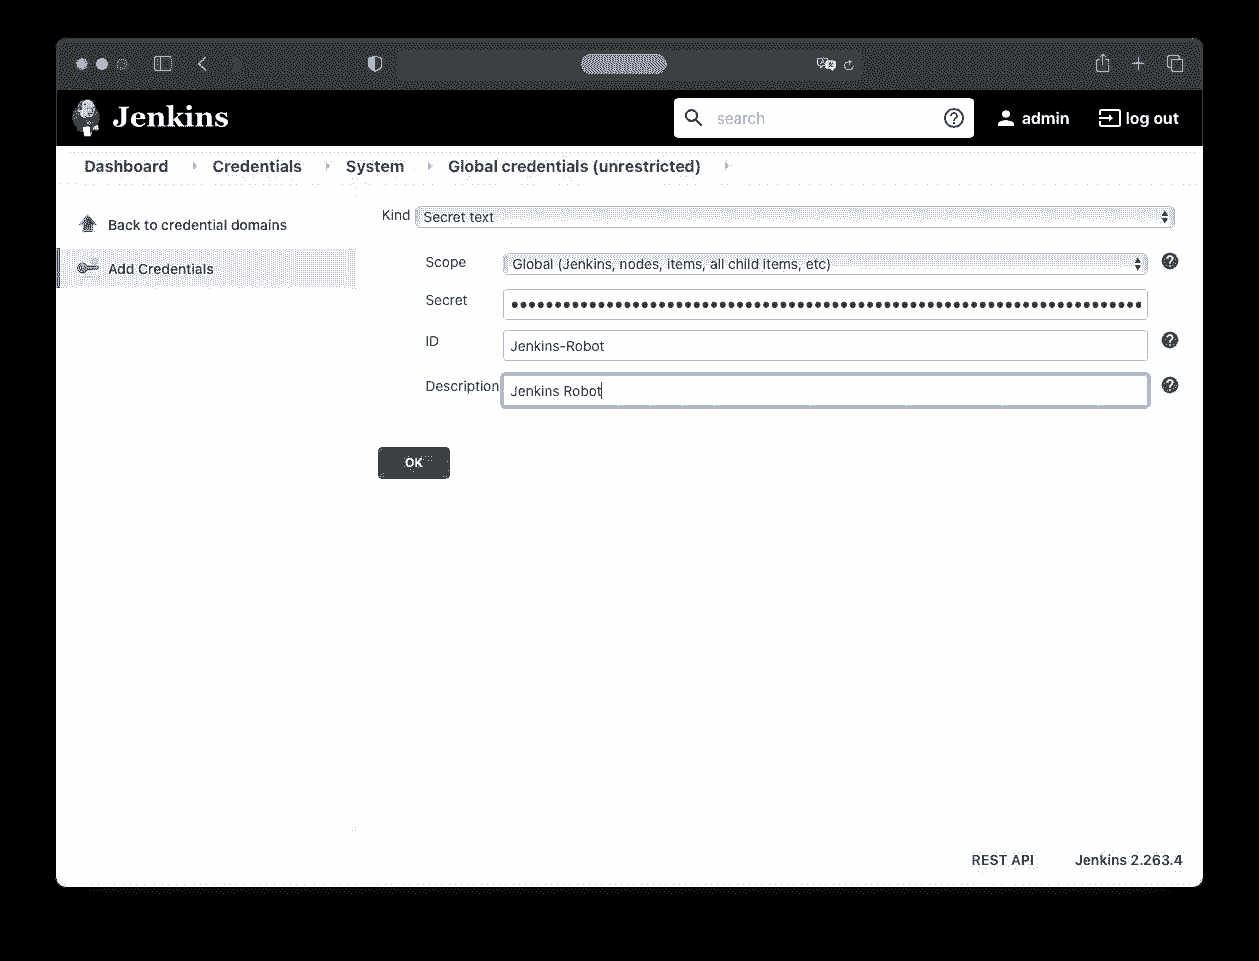 Jenkins
search
admin
log out
Dashboard
Credentials
System
Global credentials (unrestricted)
Back to credential domains
Add Credentials
Kind Secret text
Scope Global (Jenkins, nodes, items, all child items, etc)
Secret
ID Jenkins-Robot
Description Jenkins Robot
OK
REST API
Jenkins 2.263.4